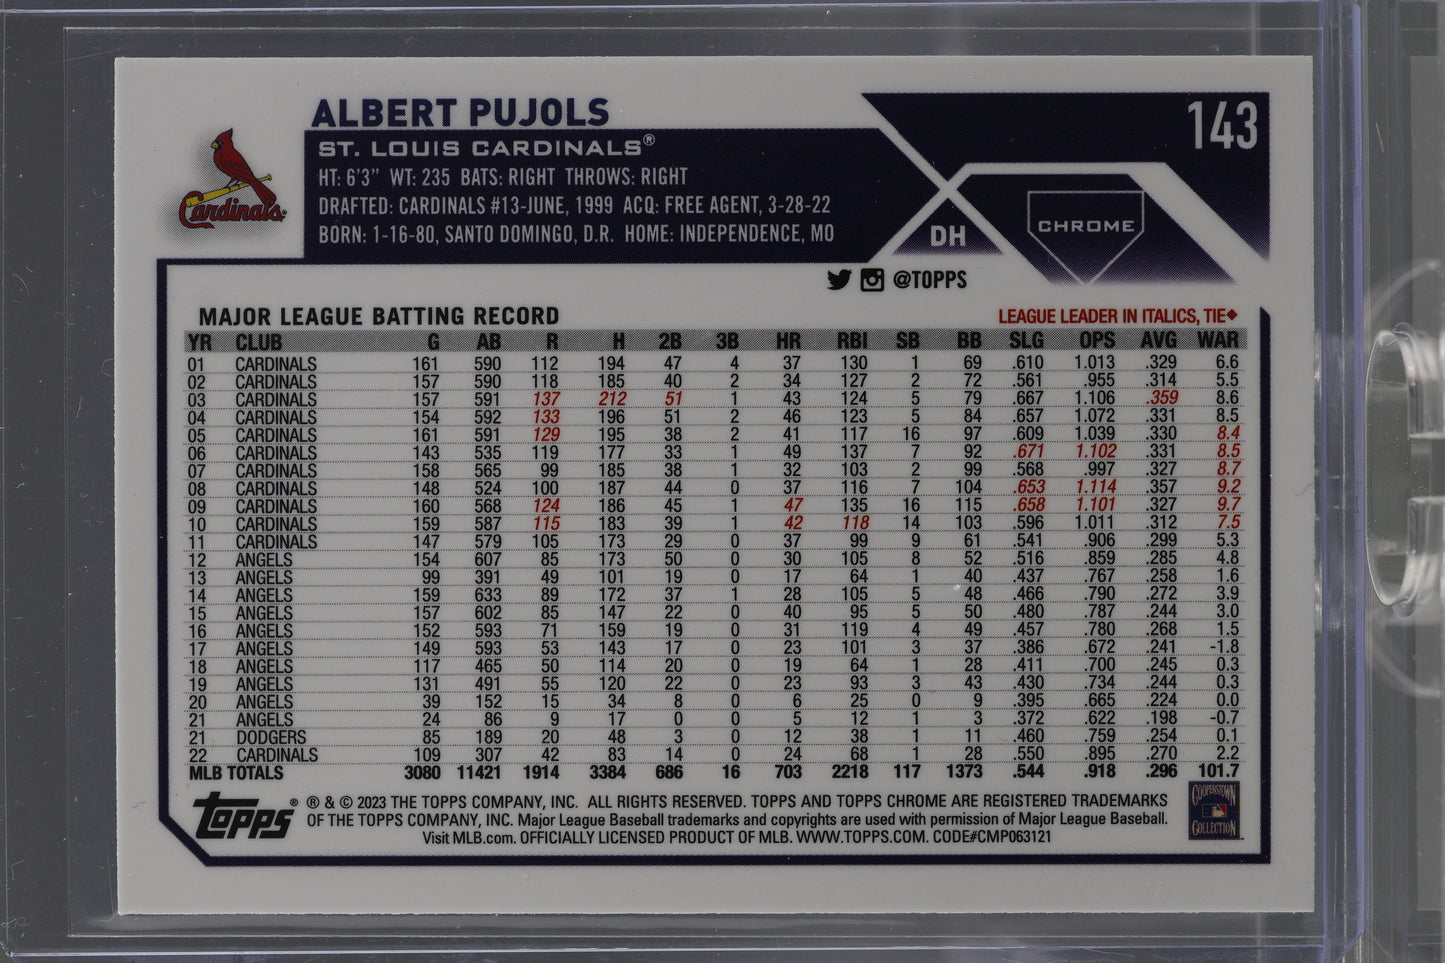 ALBERT PUJOLS
143
Cardinals
ST. LOUIS CARDINALS®
HT: 6'3" WT: 235 BATS: RIGHT THROWS: RIGHT
DRAFTED: CARDINALS #13-JUNE, 1999 ACQ: FREE AGENT, 3-28-22
BORN: 1-16-80, SANTO DOMINGO, D.R. HOME: INDEPENDENCE, MO
DH
CHROME
@TOPPS
MAJOR LEAGUE BATTING RECORD
LEAGUE LEADER IN ITALICS, TIE◆
YR CLUB G AB R H 2B 3B HR RBI SB BB SLG OPS AVG WAR
01 CARDINALS 161 590 112 194 47 4 37 130 1 69 .610 1.013 .329 6.6
02 CARDINALS 157 590 118 185 40 2 34 127 2 72 .561 .955 .314 5.5
03 CARDINALS 157 591 137 212 51 1 43 124 5 79 .667 1.106 .359 8.6
04 CARDINALS 154 592 133 196 51 2 46 123 5 84 .657 1.072 .331 8.5
05 CARDINALS 161 591 129 195 38 2 41 117 16 97 .609 1.039 .330 8.4
06 CARDINALS 143 535 119 177 33 1 49 137 7 92 .671 1.102 .331 8.5
07 CARDINALS 158 565 99 185 38 1 32 103 2 99 .568 .997 .327 8.7
08 CARDINALS 148 524 100 187 44 0 37 116 7 104 .653 1.114 .357 9.2
09 CARDINALS 160 568 124 186 45 1 47 135 16 115 .658 1.101 .327 9.7
10 CARDINALS 159 587 115 183 39 1 42 118 14 103 .596 1.011 .312 7.5
11 CARDINALS 147 579 105 173 29 0 37 99 9 61 .541 .906 .299 5.3
12 ANGELS 154 607 85 173 50 0 30 105 8 52 .516 .859 .285 4.8
13 ANGELS 99 391 49 101 19 0 17 64 1 40 .437 .767 .258 1.6
14 ANGELS 159 633 89 172 37 1 28 105 5 48 .466 .790 .272 3.9
15 ANGELS 157 602 85 147 22 0 40 95 5 50 .480 .787 .244 3.0
16 ANGELS 152 593 71 159 19 0 31 119 4 49 .457 .780 .268 1.5
17 ANGELS 149 593 53 143 17 0 23 101 3 37 .386 .672 .241 -1.8
18 ANGELS 117 465 50 114 20 0 19 64 1 28 .411 .700 .245 0.3
19 ANGELS 131 491 55 120 22 0 23 93 3 43 .430 .734 .244 0.3
20 ANGELS 39 152 15 34 8 0 6 25 0 9 .395 .665 .224 0.0
21 ANGELS 24 86 9 17 0 0 5 12 1 3 .372 .622 .198 -0.7
21 DODGERS 85 189 20 48 3 0 12 38 1 11 .460 .759 .254 0.1
22 CARDINALS 109 307 42 83 14 0 24 68 1 28 .550 .895 .270 2.2
MLB TOTALS 3080 11421 1914 3384 686 16 703 2218 117 1373 .544 .918 .296 101.7
Topps®
® & © 2023 THE TOPPS COMPANY, INC. ALL RIGHTS RESERVED. TOPPS AND TOPPS CHROME ARE REGISTERED TRADEMARKS
OF THE TOPPS COMPANY, INC. Major League Baseball trademarks and copyrights are used with permission of Major League Baseball.
Visit MLB.com. OFFICIALLY LICENSED PRODUCT OF MLB. WWW.TOPPS.COM. CODE#CMP063121
COOPERSTOWN
COLLECTION